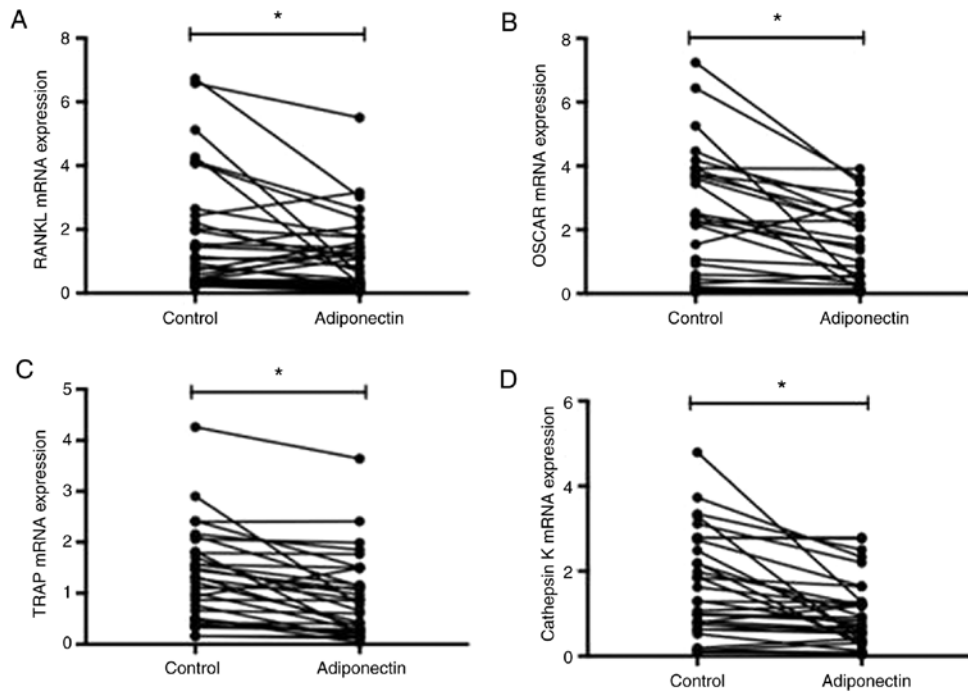 A
*
RANKL mRNA expression
8
6
4
2
0
Control
Adiponectin
B
*
OSCAR mRNA expression
8
6
4
2
0
Control
Adiponectin
C
*
TRAP mRNA expression
5
4
3
2
1
0
Control
Adiponectin
D
*
Cathepsin K mRNA expression
6
4
2
0
Control
Adiponectin